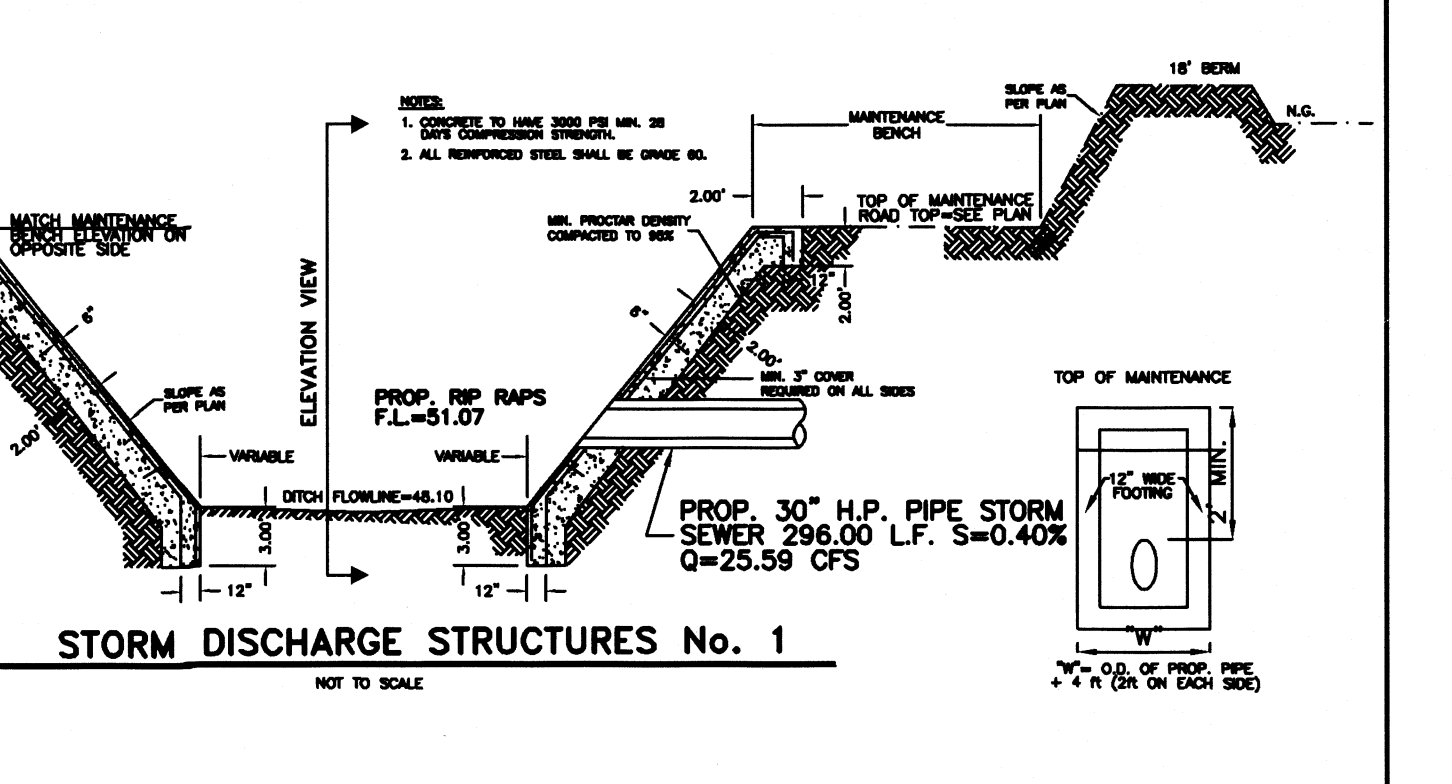 18' BERM
SLOPE AS
PER PLAN
N.G.
NOTES:
1. CONCRETE TO HAVE 3000 PSI MIN. 28
DAYS COMPRESSION STRENGTH.
2. ALL REINFORCED STEEL SHALL BE GRADE 60.
MAINTENANCE
BENCH
2.00'
TOP OF MAINTENANCE
ROAD TOP=SEE PLAN
MATCH MAINTENANCE
BENCH ELEVATION ON
OPPOSITE SIDE
MIN. PROCTAR DENSITY
COMPACTED TO 95%
ELEVATION VIEW
12"
2.00'
6"
6"
2.00'
MIN. 3" COVER
REQUIRED ON ALL SIDES
TOP OF MAINTENANCE
SLOPE AS
PER PLAN
PROP. RIP RAPS
F.L.=51.07
2.00'
VARIABLE
VARIABLE
2' MIN.
12" WIDE
FOOTING
DITCH FLOWLINE=48.10
3.00'
3.00'
PROP. 30" H.P. PIPE STORM
SEWER 296.00 L.F. S=0.40%
Q=25.59 CFS
12"
12"
"W"
STORM DISCHARGE STRUCTURES No. 1
NOT TO SCALE
"W"= O.D. OF PROP. PIPE
+ 4 ft (2ft ON EACH SIDE)